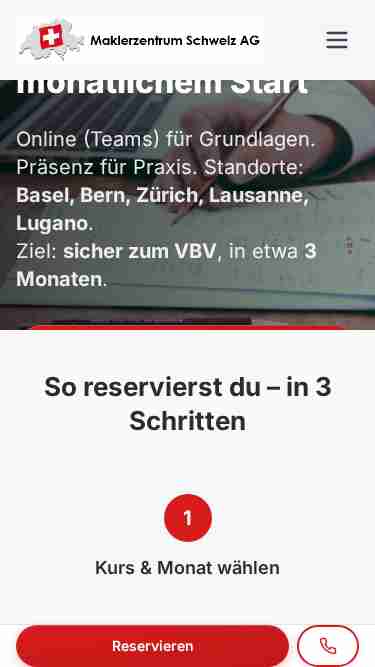 Maklerzentrum Schweiz AG
monatlichem Start
Online (Teams) für Grundlagen.
Präsenz für Praxis. Standorte:
Basel, Bern, Zürich, Lausanne,
Lugano.
Ziel: sicher zum VBV, in etwa 3
Monaten.
So reservierst du – in 3
Schritten
1
Kurs & Monat wählen
Reservieren